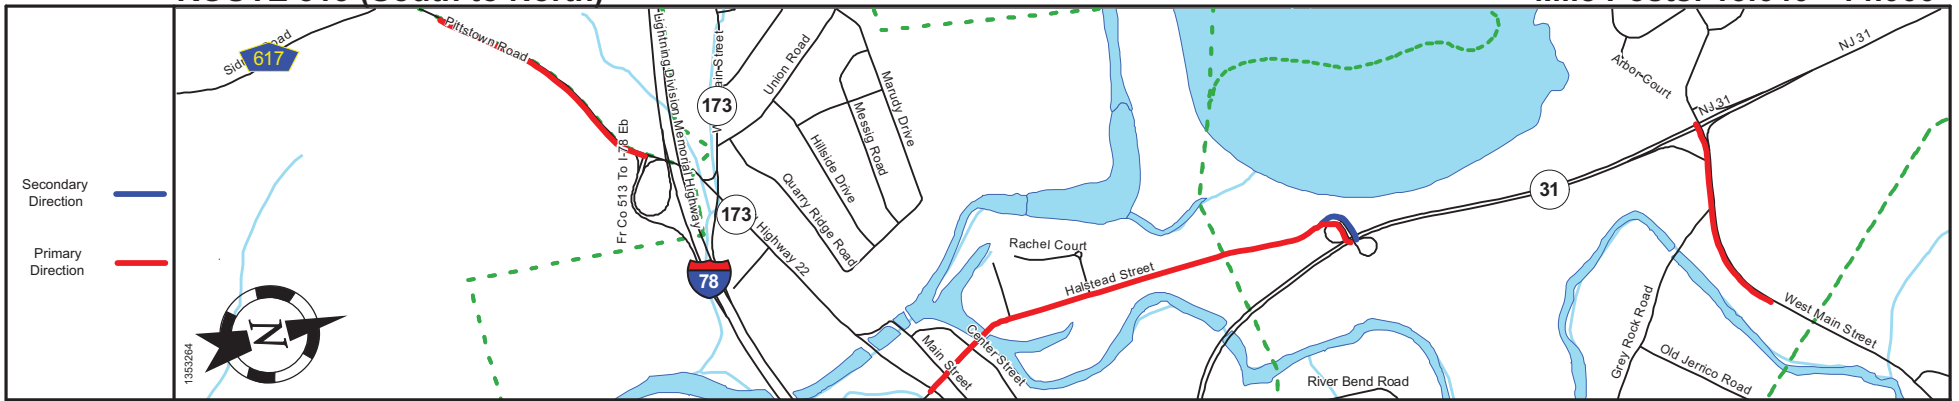 Secondary
Direction
Primary
Direction
1353264
N
617
Pittstown Road
Fr Co 513 To I-78 Eb
Lightning Division Memorial Highway
173
Union Road
Marudy Drive
Messig Road
Hillside Drive
Quarry Ridge Road
173
Highway 22
78
Main Street
Center Street
Rachel Court
Halstead Street
31
River Bend Road
Arbor Court
NJ 31
NJ 31
West Main Street
Grey Rock Road
Old Jerrico Road